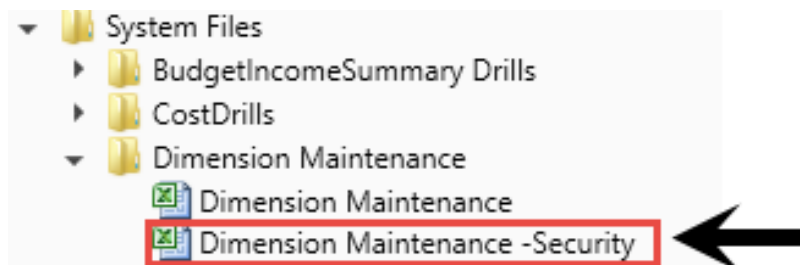 System Files
BudgetIncomeSummary Drills
CostDrills
Dimension Maintenance
Dimension Maintenance
Dimension Maintenance -Security